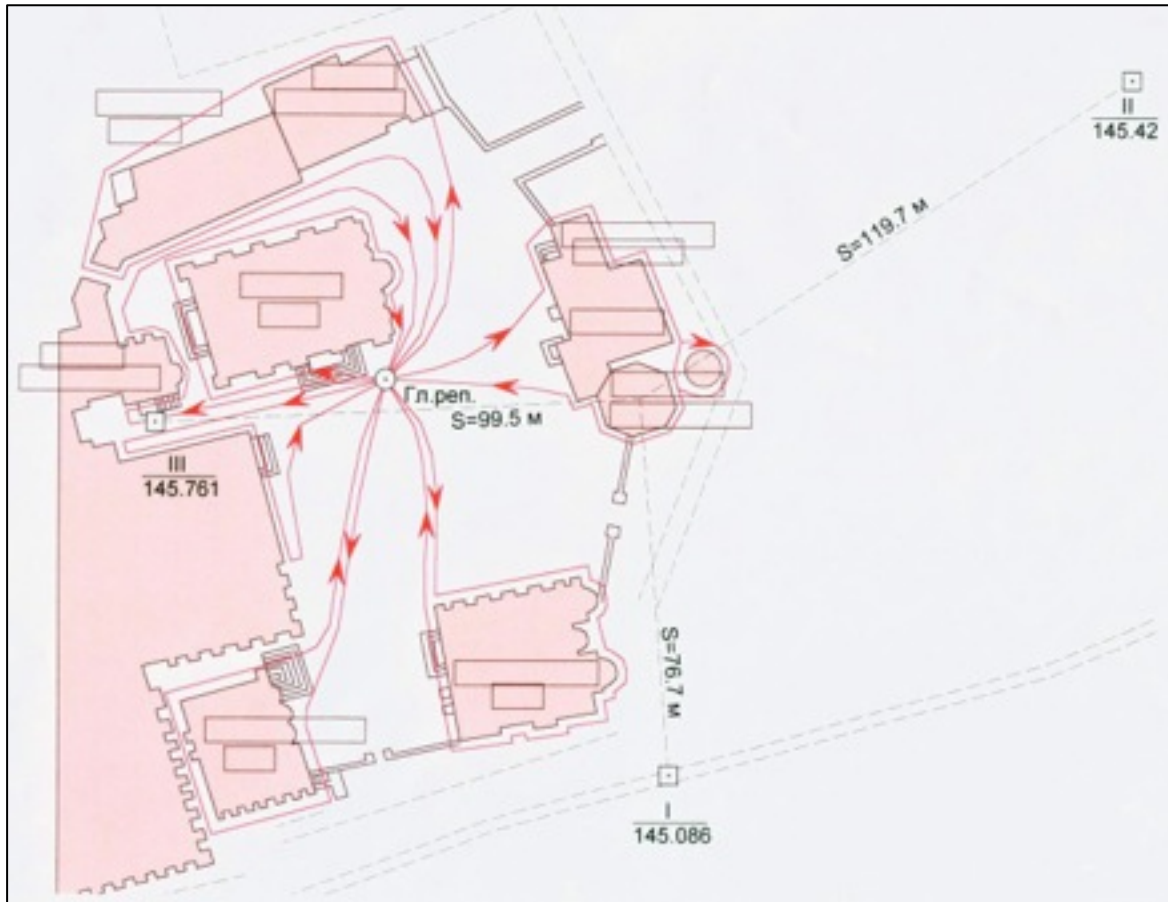 II
145.42
S=119.7 м
Гл.реп.
S=99.5 м
III
145.761
S=76.7 м
I
145.086